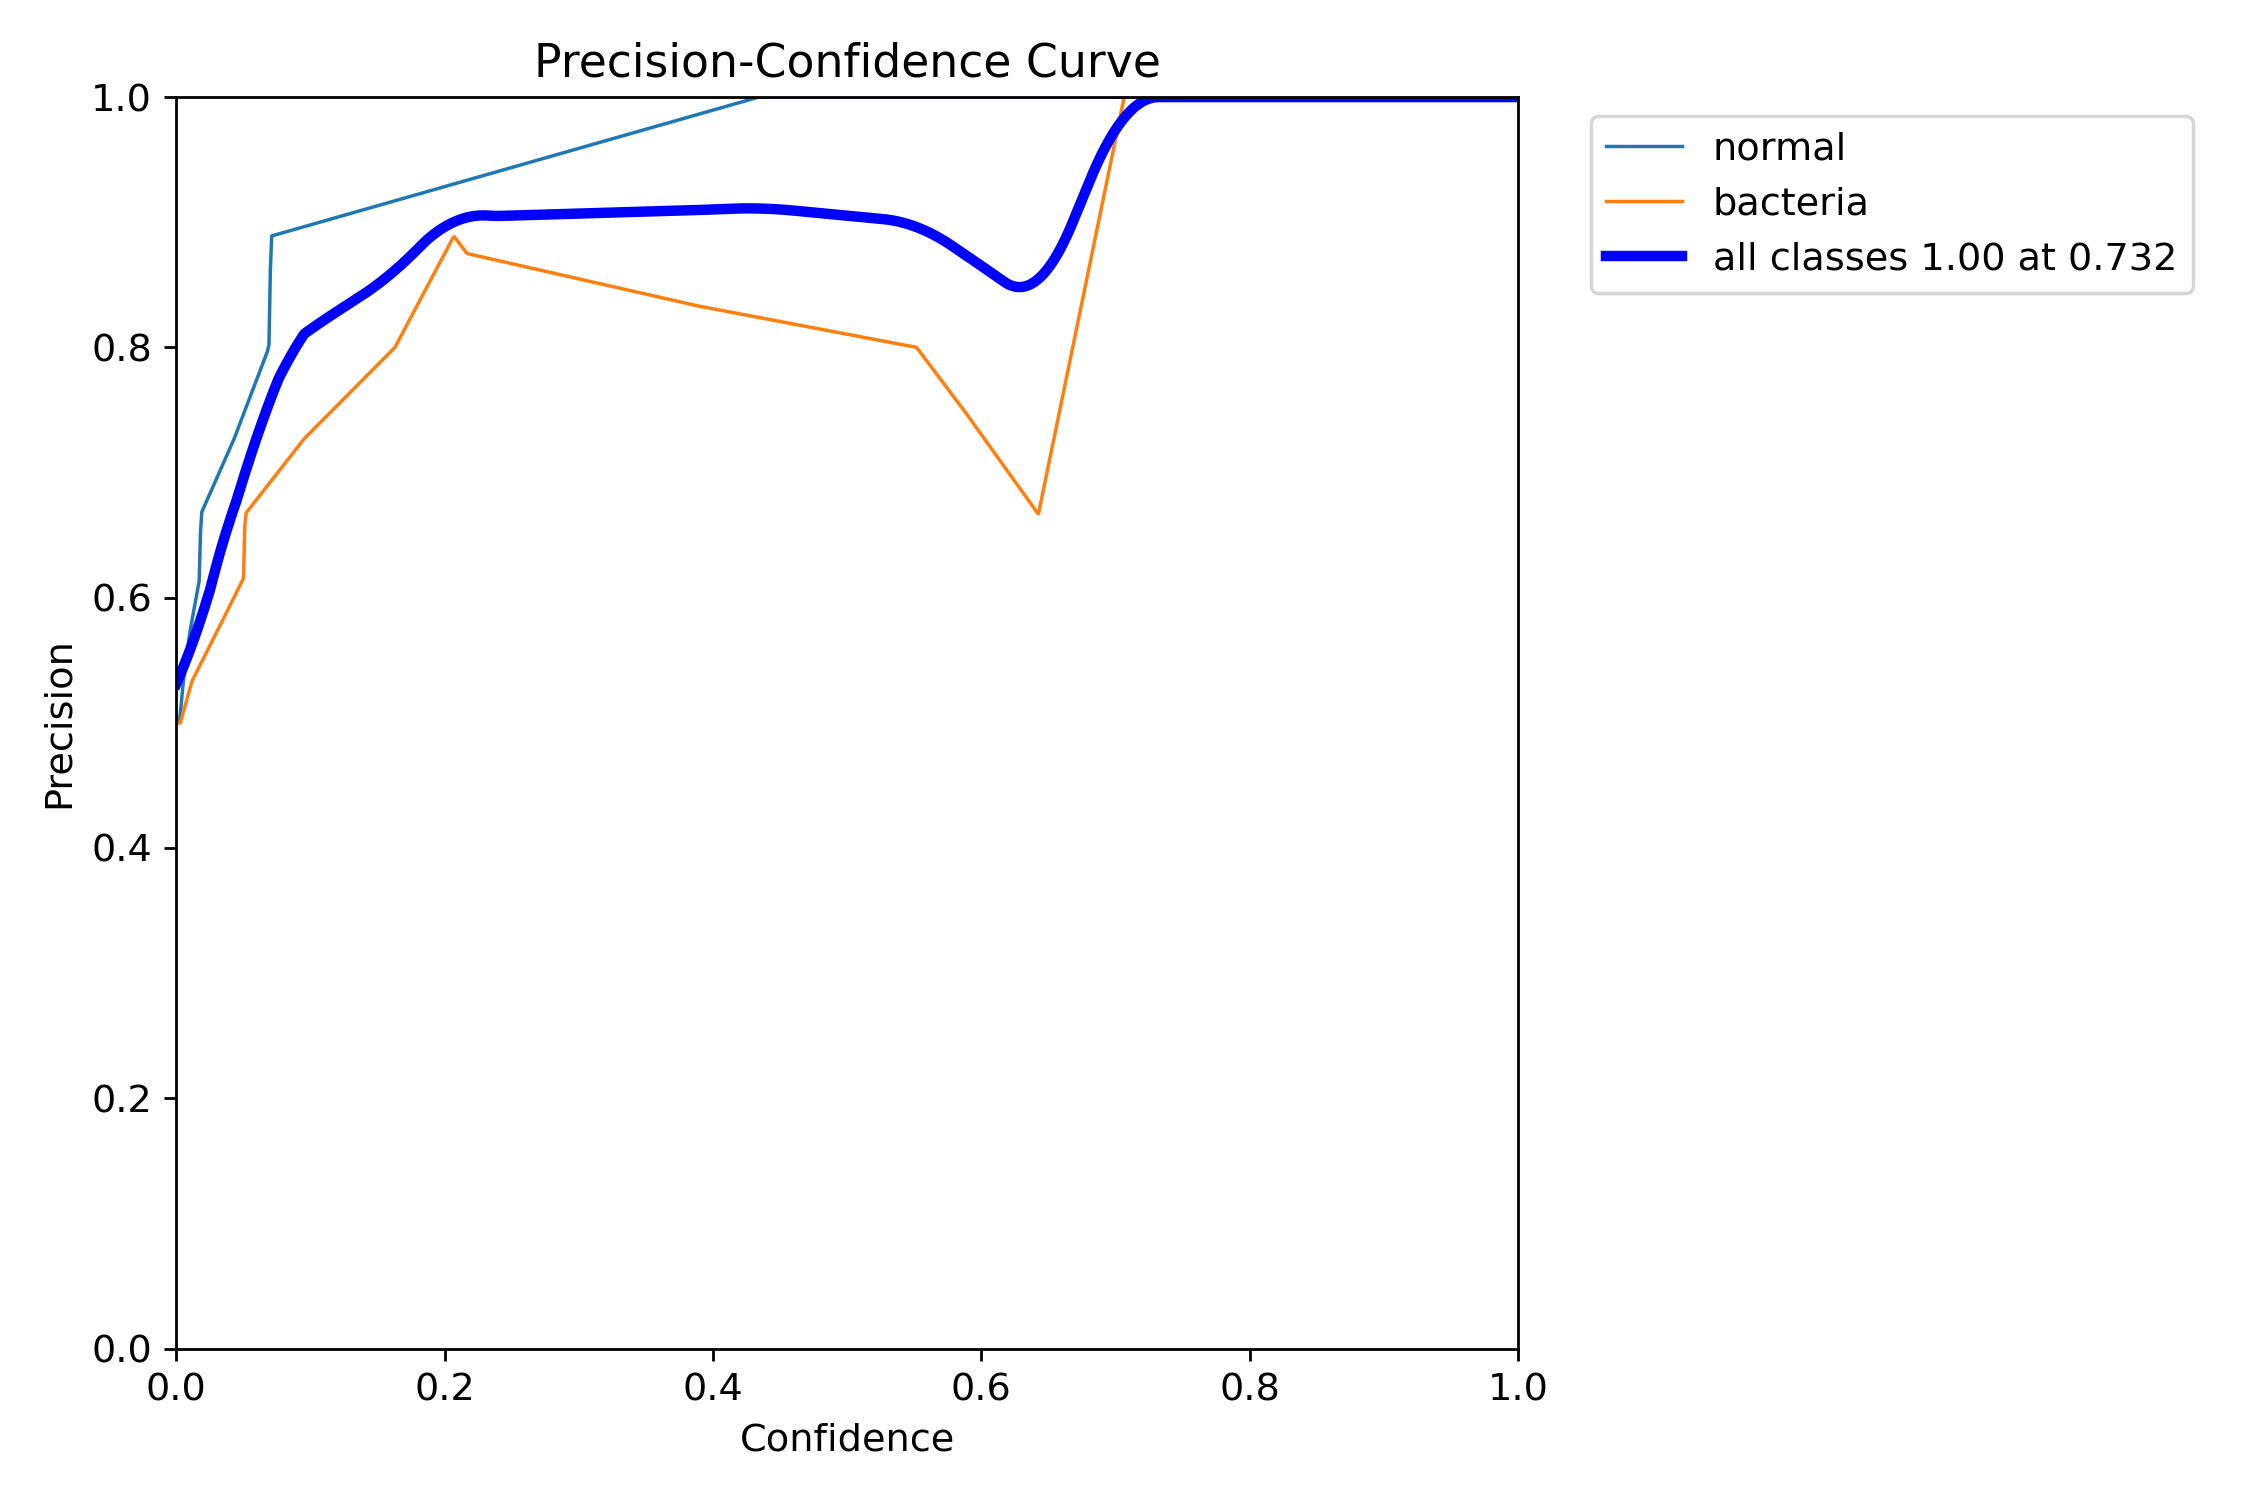 Precision-Confidence Curve
1.0
0.8
0.6
0.4
0.2
0.0
Precision
0.0 0.2 0.4 0.6 0.8 1.0
Confidence
normal
bacteria
all classes 1.00 at 0.732